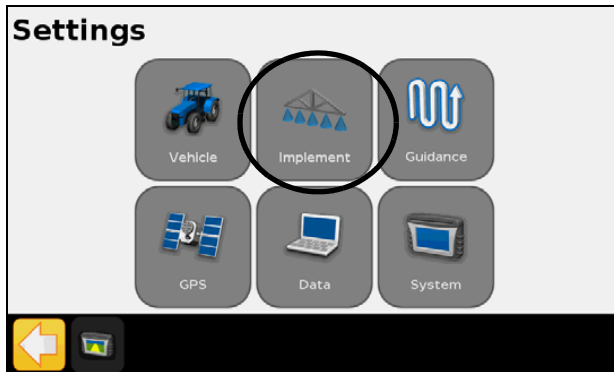 Settings
Vehicle
Implement
Guidance
GPS
Data
System